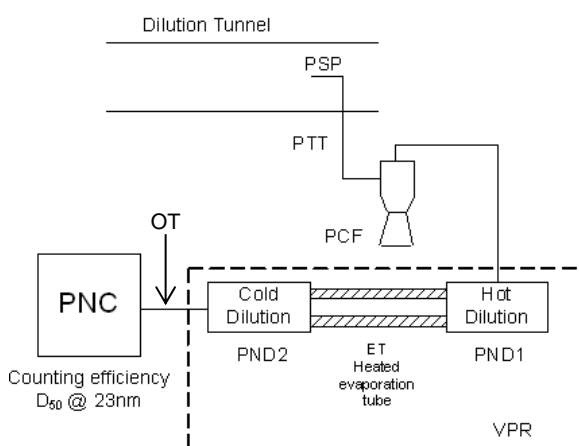 Dilution Tunnel
PSP
PTT
PCF
OT
PNC
Cold
Dilution
Hot
Dilution
PND2
ET
Heated
evaporation
tube
PND1
Counting efficiency
D₅₀ @ 23nm
VPR